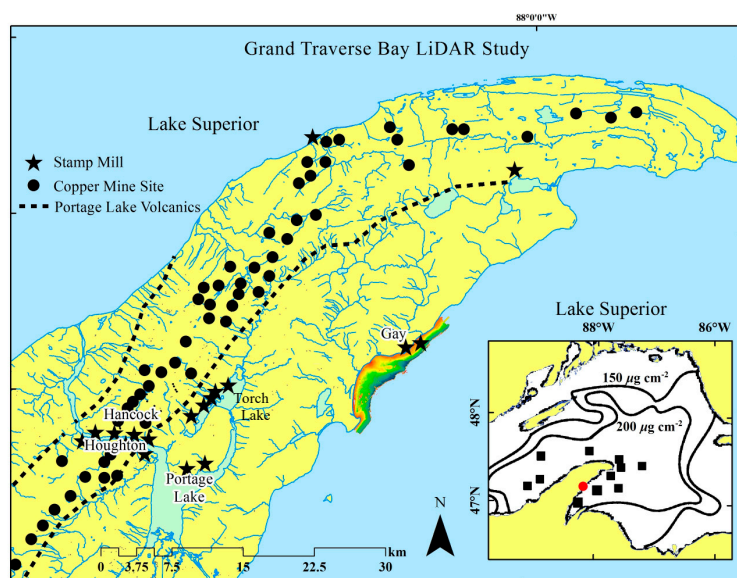 88°0'0"W
Grand Traverse Bay LiDAR Study
Lake Superior
Stamp Mill
Copper Mine Site
Portage Lake Volcanics
Gay
Torch
Lake
Hancock
Houghton
Portage
Lake
N
km
0 3.75 7.5 15 22.5 30
Lake Superior
88°W 86°W
150 µg cm-2
200 µg cm-2
48°N
47°N